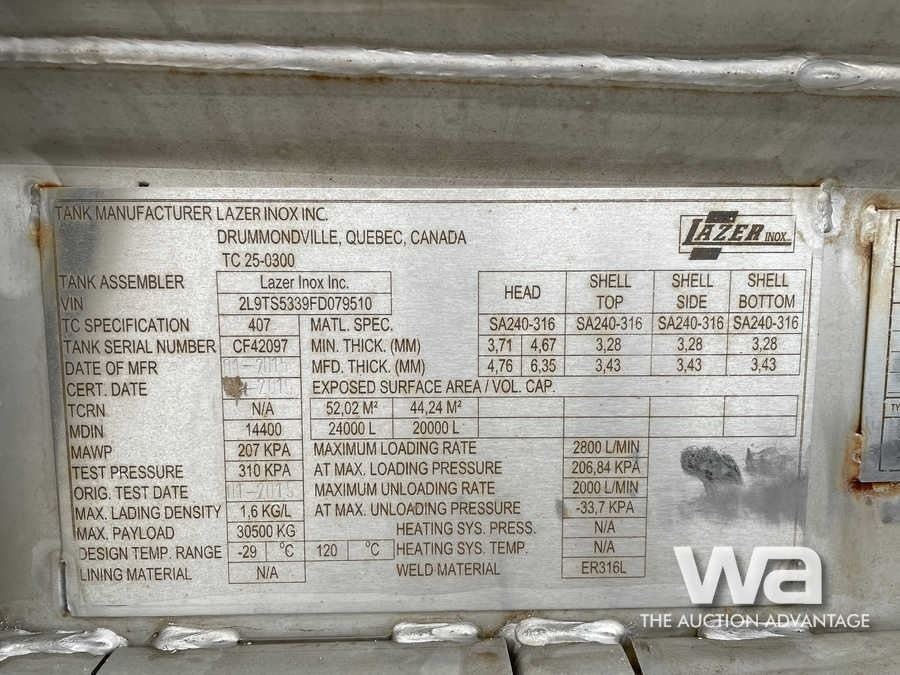 TANK MANUFACTURER LAZER INOX INC.
DRUMMONDVILLE, QUEBEC, CANADA
TC 25-0300
LAZER INOX INC.
TANK ASSEMBLER Lazer Inox Inc.
VIN 2L9TS5339FD079510
HEAD SHELL TOP SHELL SIDE SHELL BOTTOM
TC SPECIFICATION 407 MATL. SPEC. SA240-316 SA240-316 SA240-316 SA240-316
TANK SERIAL NUMBER CF42097 MIN. THICK. (MM) 3,71 4,67 3,28 3,28 3,28
DATE OF MFR 01-2015 MFD. THICK. (MM) 4,76 6,35 3,43 3,43 3,43
CERT. DATE EXPOSED SURFACE AREA / VOL. CAP.
TCRN N/A 52,02 M² 44,24 M²
MDIN 14400 24000 L 20000 L
MAWP 207 KPA MAXIMUM LOADING RATE 2800 L/MIN
TEST PRESSURE 310 KPA AT MAX. LOADING PRESSURE 206,84 KPA
ORIG. TEST DATE 01-2015 MAXIMUM UNLOADING RATE 2000 L/MIN
MAX. LADING DENSITY 1,6 KG/L AT MAX. UNLOADING PRESSURE -33,7 KPA
MAX. PAYLOAD 30500 KG HEATING SYS. PRESS. N/A
DESIGN TEMP. RANGE -29 °C 120 °C HEATING SYS. TEMP. N/A
LINING MATERIAL N/A WELD MATERIAL ER316L
TY
wa
THE AUCTION ADVANTAGE